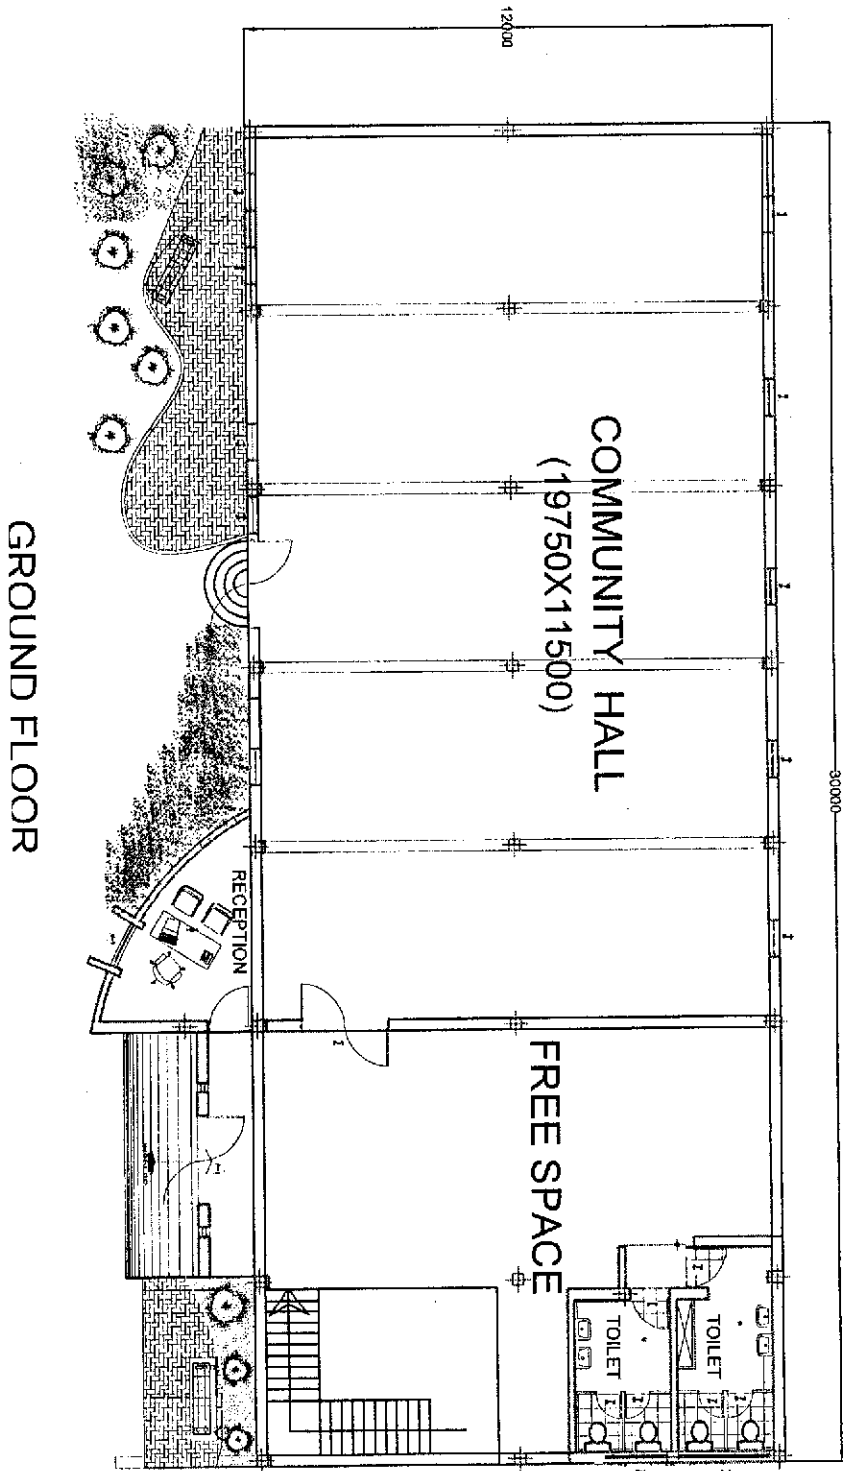 12000
30000
COMMUNITY HALL
(19750X11500)
RECEPTION
FREE SPACE
TOILET
TOILET
GROUND FLOOR